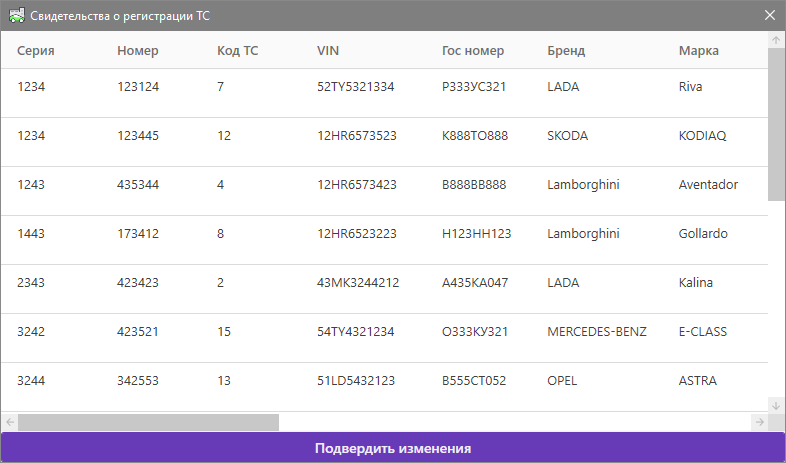 Свидетельства о регистрации ТС
Серия Номер Код ТС VIN Гос номер Бренд Марка
1234 123124 7 52TY5321334 Р333УС321 LADA Riva
1234 123445 12 12HR6573523 К888ТО888 SKODA KODIAQ
1243 435344 4 12HR6573423 В888ВВ888 Lamborghini Aventador
1443 173412 8 12HR6523223 Н123НН123 Lamborghini Gollardo
2343 423423 2 43MK3244212 А435КА047 LADA Kalina
3242 423521 15 54TY4321234 О333КУ321 MERCEDES-BENZ E-CLASS
3244 342553 13 51LD5432123 В555СТ052 OPEL ASTRA
Подвердить изменения